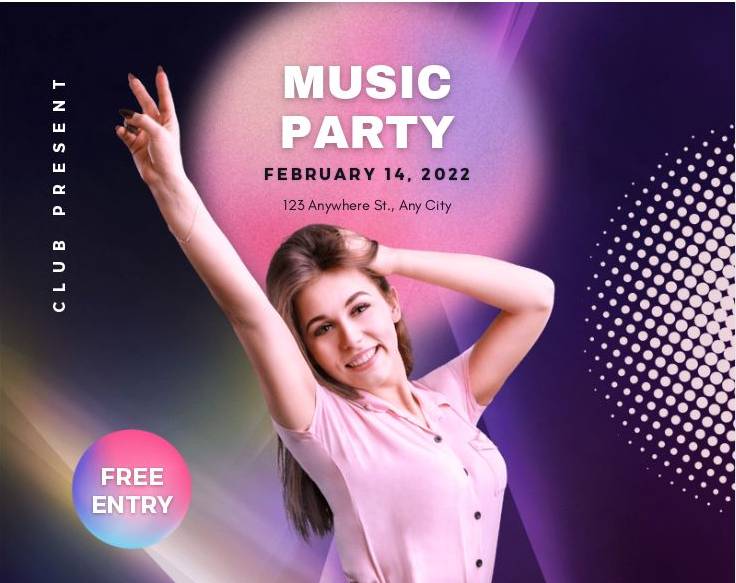 CLUB PRESENT
MUSIC
PARTY
FEBRUARY 14, 2022
123 Anywhere St., Any City
FREE
ENTRY